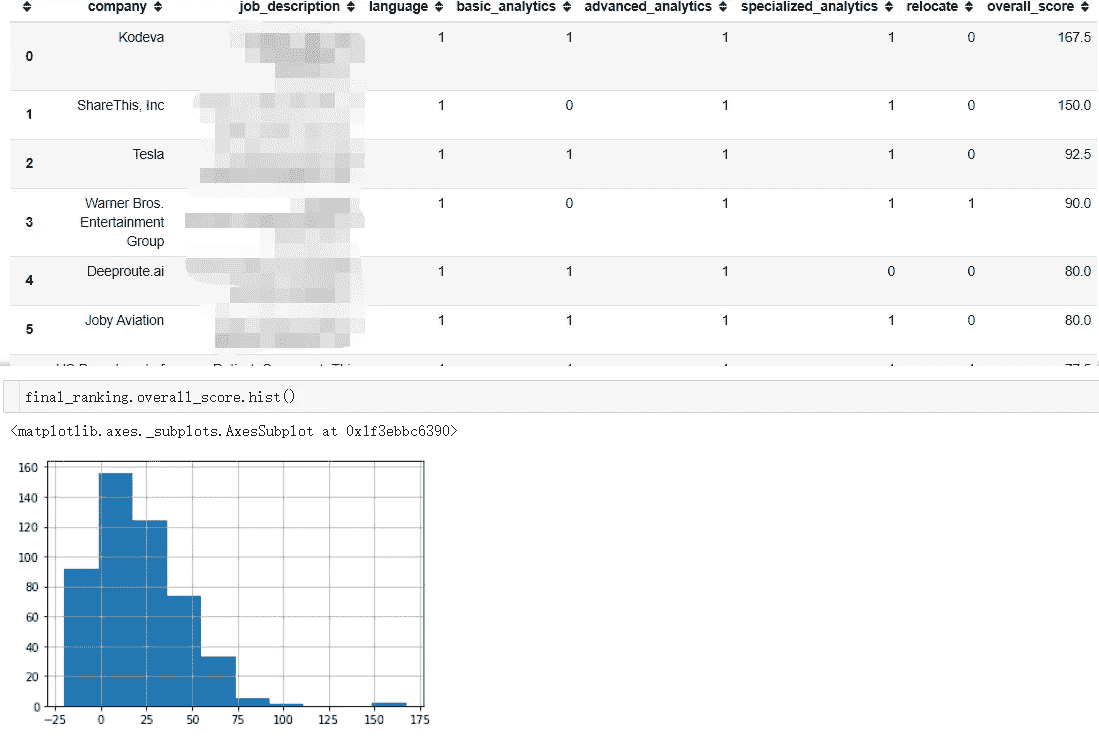 company job_description language basic_analytics advanced_analytics specialized_analytics relocate overall_score
0 Kodeva 1 1 1 1 0 167.5
1 ShareThis, Inc 1 0 1 1 0 150.0
2 Tesla 1 1 1 1 0 92.5
3 Warner Bros. 1 0 1 1 1 90.0
Entertainment
Group
4 Deeproute.ai 1 1 1 0 0 80.0
5 Joby Aviation 1 1 1 1 0 80.0
final_ranking.overall_score.hist()
<matplotlib.axes._subplots.AxesSubplot at 0x1f3ebbc6390>
160
140
120
100
80
60
40
20
0
−25 0 25 50 75 100 125 150 175